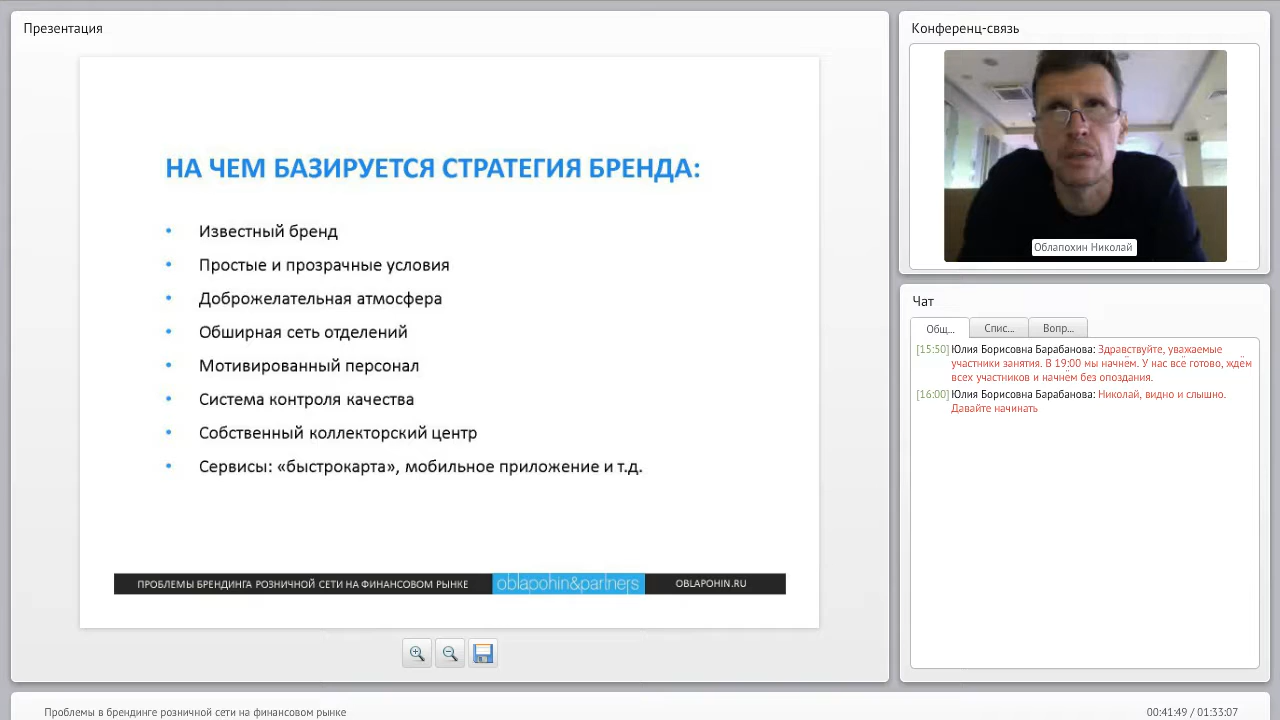 Презентация
НА ЧЕМ БАЗИРУЕТСЯ СТРАТЕГИЯ БРЕНДА:
• Известный бренд
• Простые и прозрачные условия
• Доброжелательная атмосфера
• Обширная сеть отделений
• Мотивированный персонал
• Система контроля качества
• Собственный коллекторский центр
• Сервисы: «быстрокарта», мобильное приложение и т.д.
ПРОБЛЕМЫ БРЕНДИНГА РОЗНИЧНОЙ СЕТИ НА ФИНАНСОВОМ РЫНКЕ oblapohin&partners OBLAPOHIN.RU
Конференц-связь
Облапохин Николай
Чат
Общ... Спис... Вопр...
[15:50] Юлия Борисовна Барабанова: Здравствуйте, уважаемые
участники занятия. В 19:00 мы начнём. У нас всё готово, ждём
всех участников и начнём без опоздания.
[16:00] Юлия Борисовна Барабанова: Николай, видно и слышно.
Давайте начинать
Проблемы в брендинге розничной сети на финансовом рынке 00:41:49 / 01:33:07